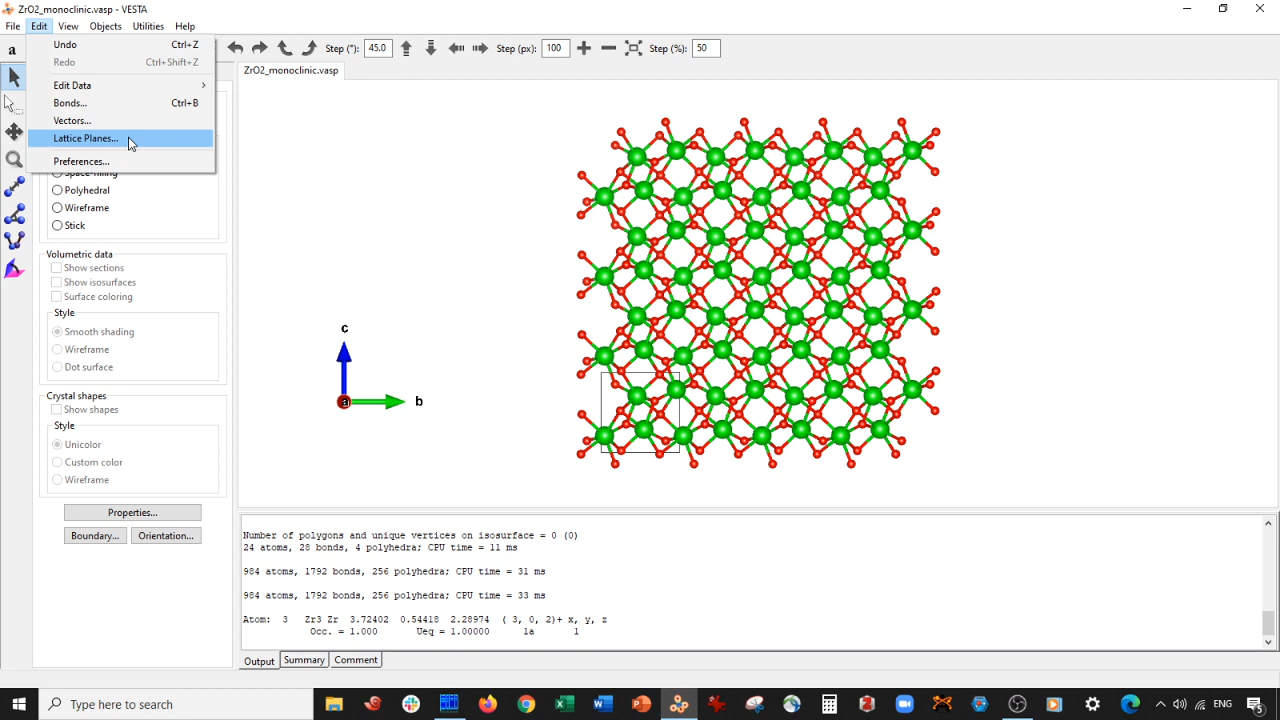 ZrO2_monoclinic.vasp - VESTA
File Edit View Objects Utilities Help
a Step (°): 45.0 Step (px): 100 Step (%): 50
Undo Ctrl+Z
Redo Ctrl+Shift+Z
Edit Data
Bonds... Ctrl+B
Vectors...
Lattice Planes...
Preferences...
ZrO2_monoclinic.vasp
Polyhedral
Wireframe
Stick
Volumetric data
Show sections
Show isosurfaces
Surface coloring
Style
Smooth shading
Wireframe
Dot surface
Crystal shapes
Show shapes
Style
Unicolor
Custom color
Wireframe
Properties...
Boundary... Orientation...
c
a b
Number of polygons and unique vertices on isosurface = 0 (0)
24 atoms, 28 bonds, 4 polyhedra; CPU time = 11 ms
984 atoms, 1792 bonds, 256 polyhedra; CPU time = 31 ms
984 atoms, 1792 bonds, 256 polyhedra; CPU time = 33 ms
Atom: 3 Zr3 Zr 3.72402 0.54418 2.28974 ( 3, 0, 2)+ x, y, z
Occ. = 1.000 Ueq = 1.00000 1a 1
Output Summary Comment
Type here to search
ENG